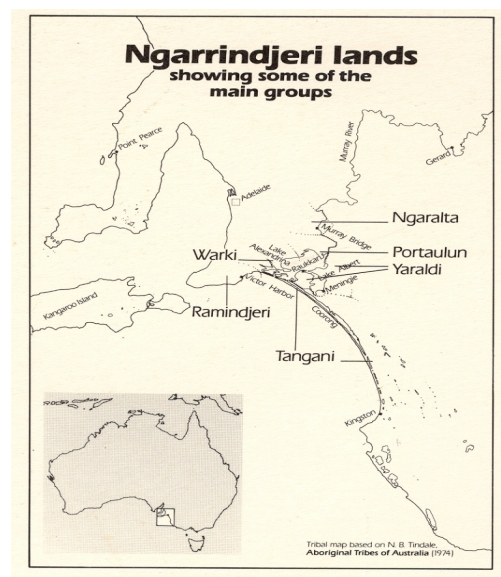 Ngarrindjeri lands
showing some of the
main groups
Point Pearce
Murray River
Gerard
Adelaide
Ngaralta
Murray Bridge
Lake
Alexandrina
Warki
Raukkan
Portaulun
Lake Albert
Yaraldi
Meningie
Victor Harbor
Kangaroo Island
Ramindjeri
Coorong
Tangani
Kingston
Tribal map based on N. B. Tindale,
Aboriginal Tribes of Australia (1974)